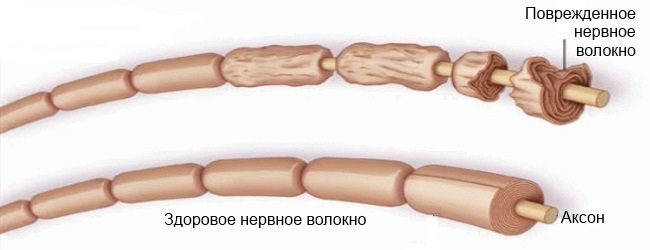 Поврежденное
нервное
волокно
Здоровое нервное волокно
Аксон